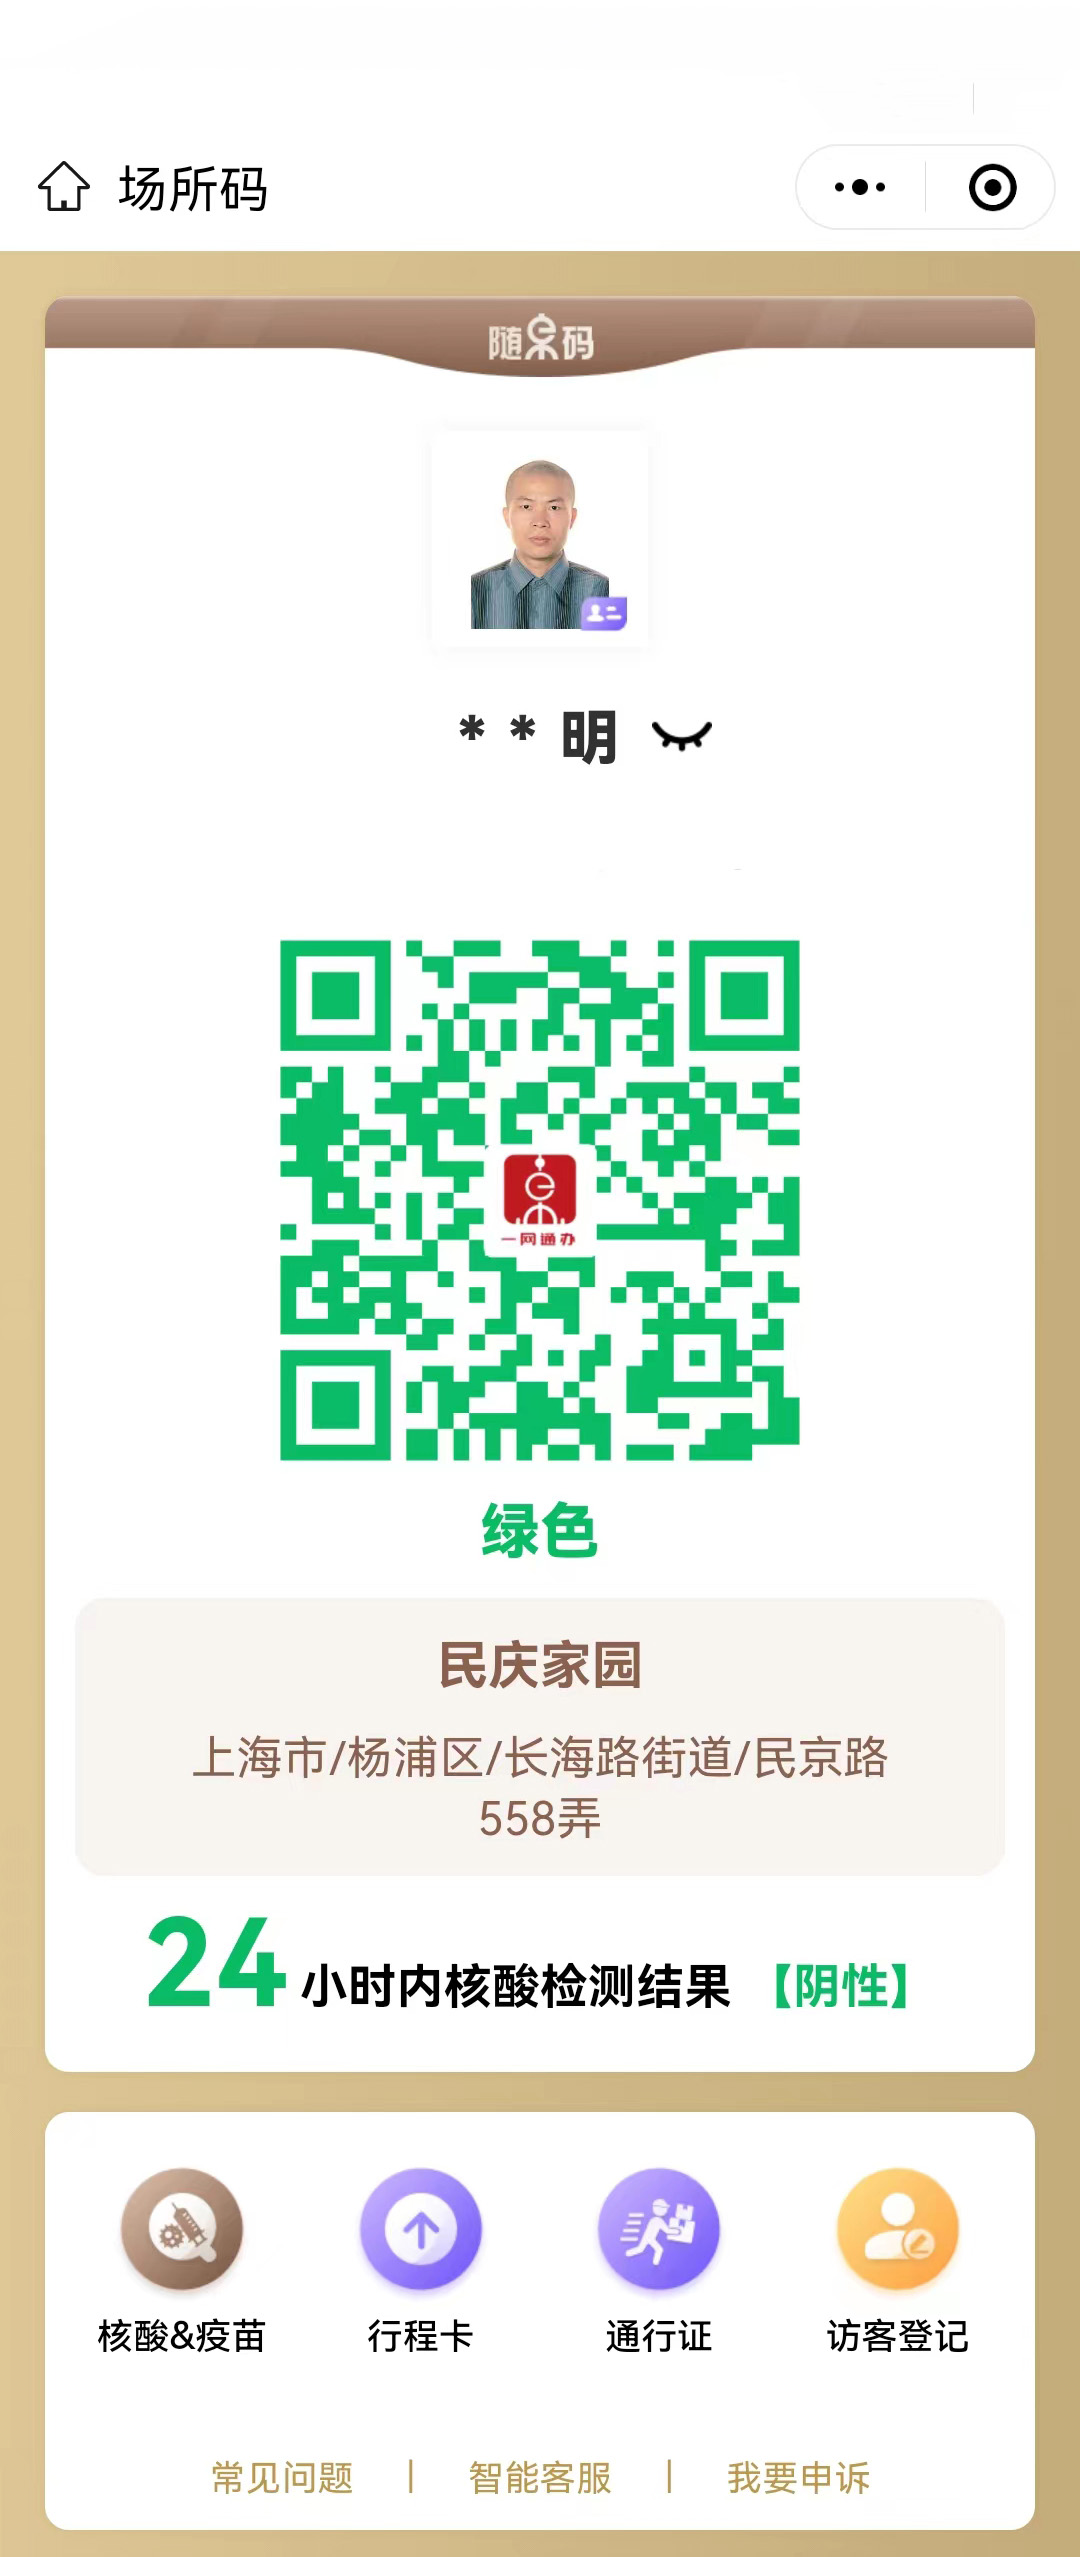 场所码
随申码
**明
一网通办
绿色
民庆家园
上海市/杨浦区/长海路街道/民京路
558弄
24小时内核酸检测结果【阴性】
核酸&疫苗 行程卡 通行证 访客登记
常见问题 | 智能客服 | 我要申诉